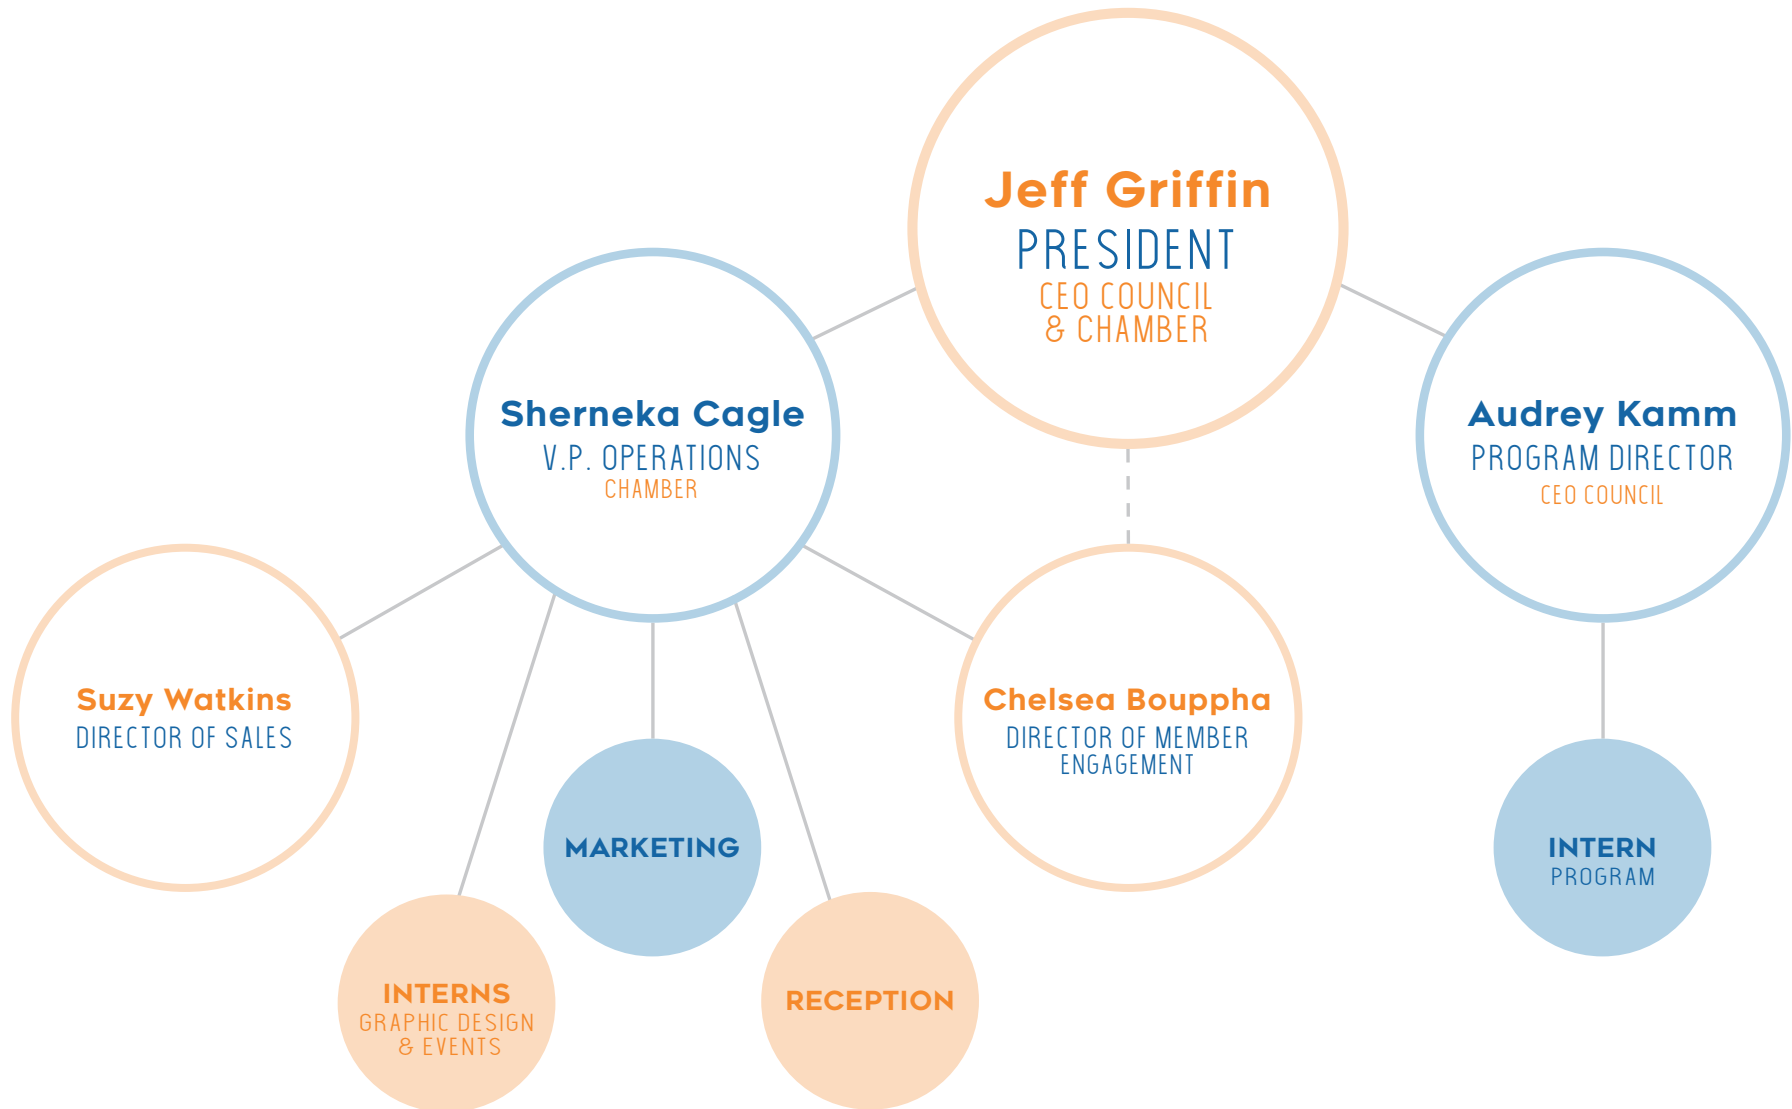 Jeff Griffin
PRESIDENT
CEO COUNCIL
& CHAMBER
Sherneka Cagle
V.P. OPERATIONS
CHAMBER
Audrey Kamm
PROGRAM DIRECTOR
CEO COUNCIL
Suzy Watkins
DIRECTOR OF SALES
Chelsea Bouppha
DIRECTOR OF MEMBER
ENGAGEMENT
MARKETING
INTERN
PROGRAM
INTERNS
GRAPHIC DESIGN
& EVENTS
RECEPTION